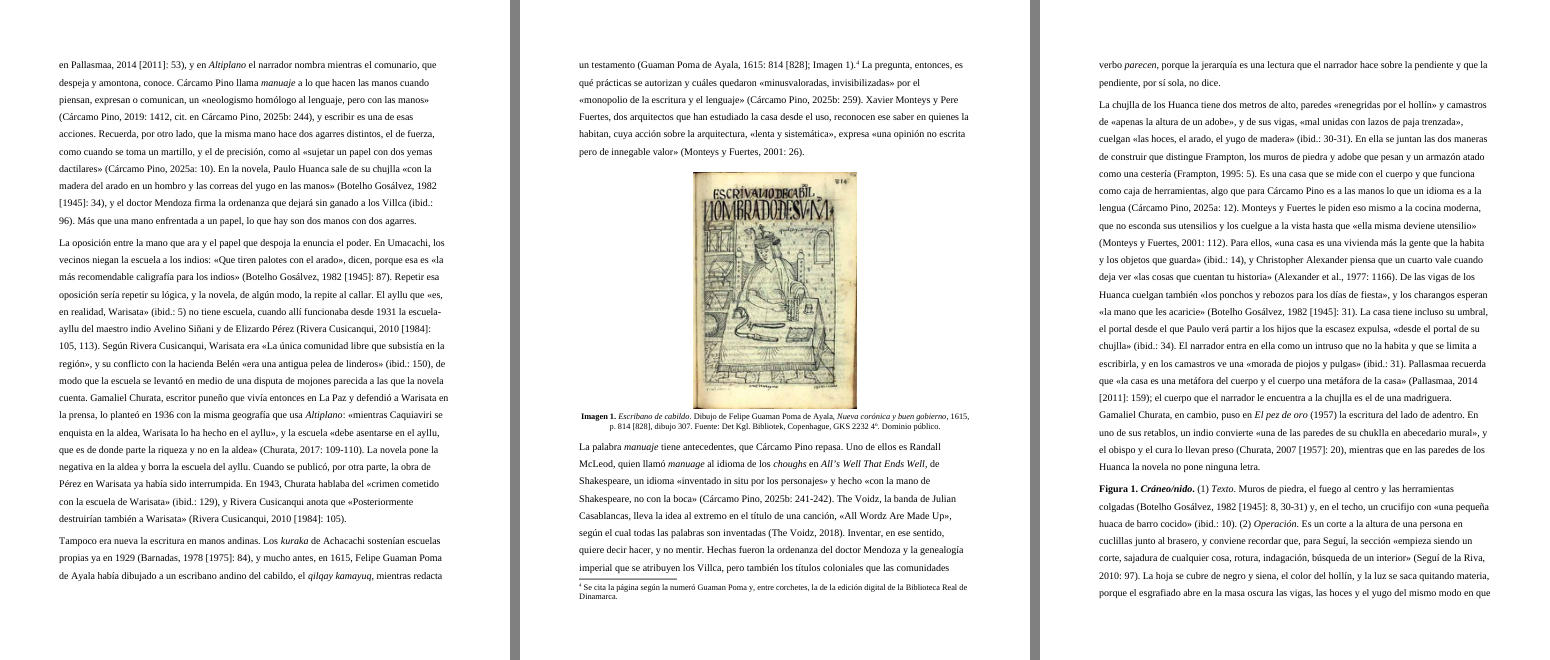 en Pallasmaa, 2014 [2011]: 53), y en Altiplano el narrador nombra mientras el comunario, que
despeja y amontona, conoce. Cárcamo Pino llama manuaje a lo que hacen las manos cuando
piensan, expresan o comunican, un «neologismo homólogo al lenguaje, pero con las manos»
(Cárcamo Pino, 2019: 1412, cit. en Cárcamo Pino, 2025b: 244), y escribir es una de esas
acciones. Recuerda, por otro lado, que la misma mano hace dos agarres distintos, el de fuerza,
como cuando se toma un martillo, y el de precisión, como al «sujetar un papel con dos yemas
dactilares» (Cárcamo Pino, 2025a: 10). En la novela, Paulo Huanca sale de su chujlla «con la
madera del arado en un hombro y las correas del yugo en las manos» (Botelho Gosálvez, 1982
[1945]: 34), y el doctor Mendoza firma la ordenanza que dejará sin ganado a los Villca (ibid.:
96). Más que una mano enfrentada a un papel, lo que hay son dos manos con dos agarres.
La oposición entre la mano que ara y el papel que despoja la enuncia el poder. En Umacachi, los
vecinos niegan la escuela a los indios: «Que tiren palotes con el arado», dicen, porque esa es «la
más recomendable caligrafía para los indios» (Botelho Gosálvez, 1982 [1945]: 87). Repetir esa
oposición sería repetir su lógica, y la novela, de algún modo, la repite al callar. El ayllu que «es,
en realidad, Warisata» (ibid.: 5) no tiene escuela, cuando allí funcionaba desde 1931 la escuela-
ayllu del maestro indio Avelino Siñani y de Elizardo Pérez (Rivera Cusicanqui, 2010 [1984]:
105, 113). Según Rivera Cusicanqui, Warisata era «La única comunidad libre que subsistía en la
región», y su conflicto con la hacienda Belén «era una antigua pelea de linderos» (ibid.: 150), de
modo que la escuela se levantó en medio de una disputa de mojones parecida a las que la novela
cuenta. Gamaliel Churata, escritor puneño que vivía entonces en La Paz y defendió a Warisata en
la prensa, lo planteó en 1936 con la misma geografía que usa Altiplano: «mientras Caquiaviri se
enquista en la aldea, Warisata lo ha hecho en el ayllu», y la escuela «debe asentarse en el ayllu,
que es de donde parte la riqueza y no en la aldea» (Churata, 2017: 109-110). La novela pone la
negativa en la aldea y borra la escuela del ayllu. Cuando se publicó, por otra parte, la obra de
Pérez en Warisata ya había sido interrumpida. En 1943, Churata hablaba del «crimen cometido
con la escuela de Warisata» (ibid.: 129), y Rivera Cusicanqui anota que «Posteriormente
destruirían también a Warisata» (Rivera Cusicanqui, 2010 [1984]: 105).
Tampoco era nueva la escritura en manos andinas. Los kuraka de Achacachi sostenían escuelas
propias ya en 1929 (Barnadas, 1978 [1975]: 84), y mucho antes, en 1615, Felipe Guaman Poma
de Ayala había dibujado a un escribano andino del cabildo, el qilqay kamayuq, mientras redacta
un testamento (Guaman Poma de Ayala, 1615: 814 [828]; Imagen 1).⁴ La pregunta, entonces, es
qué prácticas se autorizan y cuáles quedaron «minusvaloradas, invisibilizadas» por el
«monopolio de la escritura y el lenguaje» (Cárcamo Pino, 2025b: 259). Xavier Monteys y Pere
Fuertes, dos arquitectos que han estudiado la casa desde el uso, reconocen ese saber en quienes la
habitan, cuya acción sobre la arquitectura, «lenta y sistemática», expresa «una opinión no escrita
pero de innegable valor» (Monteys y Fuertes, 2001: 26).
814
ESCRÍVANIODECABIL
NOMBRADODESV·M·
Imagen 1. Escribano de cabildo. Dibujo de Felipe Guaman Poma de Ayala, Nueva corónica y buen gobierno, 1615,
p. 814 [828], dibujo 307. Fuente: Det Kgl. Bibliotek, Copenhague, GKS 2232 4º. Dominio público.
La palabra manuaje tiene antecedentes, que Cárcamo Pino repasa. Uno de ellos es Randall
McLeod, quien llamó manuage al idioma de los choughs en All's Well That Ends Well, de
Shakespeare, un idioma «inventado in situ por los personajes» y hecho «con la mano de
Shakespeare, no con la boca» (Cárcamo Pino, 2025b: 241-242). The Voidz, la banda de Julian
Casablancas, lleva la idea al extremo en el título de una canción, «All Wordz Are Made Up»,
según el cual todas las palabras son inventadas (The Voidz, 2018). Inventar, en ese sentido,
quiere decir hacer, y no mentir. Hechas fueron la ordenanza del doctor Mendoza y la genealogía
imperial que se atribuyen los Villca, pero también los títulos coloniales que las comunidades
⁴ Se cita la página según la numeró Guaman Poma y, entre corchetes, la de la edición digital de la Biblioteca Real de
Dinamarca.
verbo parecen, porque la jerarquía es una lectura que el narrador hace sobre la pendiente y que la
pendiente, por sí sola, no dice.
La chujlla de los Huanca tiene dos metros de alto, paredes «renegridas por el hollín» y camastros
de «apenas la altura de un adobe», y de sus vigas, «mal unidas con lazos de paja trenzada»,
cuelgan «las hoces, el arado, el yugo de madera» (ibid.: 30-31). En ella se juntan las dos maneras
de construir que distingue Frampton, los muros de piedra y adobe que pesan y un armazón atado
como una cestería (Frampton, 1995: 5). Es una casa que se mide con el cuerpo y que funciona
como caja de herramientas, algo que para Cárcamo Pino es a las manos lo que un idioma es a la
lengua (Cárcamo Pino, 2025a: 12). Monteys y Fuertes le piden eso mismo a la cocina moderna,
que no esconda sus utensilios y los cuelgue a la vista hasta que «ella misma deviene utensilio»
(Monteys y Fuertes, 2001: 112). Para ellos, «una casa es una vivienda más la gente que la habita
y los objetos que guarda» (ibid.: 14), y Christopher Alexander piensa que un cuarto vale cuando
deja ver «las cosas que cuentan tu historia» (Alexander et al., 1977: 1166). De las vigas de los
Huanca cuelgan también «los ponchos y rebozos para los días de fiesta», y los charangos esperan
«la mano que les acaricie» (Botelho Gosálvez, 1982 [1945]: 31). La casa tiene incluso su umbral,
el portal desde el que Paulo verá partir a los hijos que la escasez expulsa, «desde el portal de su
chujlla» (ibid.: 34). El narrador entra en ella como un intruso que no la habita y que se limita a
escribirla, y en los camastros ve una «morada de piojos y pulgas» (ibid.: 31). Pallasmaa recuerda
que «la casa es una metáfora del cuerpo y el cuerpo una metáfora de la casa» (Pallasmaa, 2014
[2011]: 159); el cuerpo que el narrador le encuentra a la chujlla es el de una madriguera.
Gamaliel Churata, en cambio, puso en El pez de oro (1957) la escritura del lado de adentro. En
uno de sus retablos, un indio convierte «una de las paredes de su chuklla en abecedario mural», y
el obispo y el cura lo llevan preso (Churata, 2007 [1957]: 20), mientras que en las paredes de los
Huanca la novela no pone ninguna letra.
Figura 1. Cráneo/nido. (1) Texto. Muros de piedra, el fuego al centro y las herramientas
colgadas (Botelho Gosálvez, 1982 [1945]: 8, 30-31) y, en el techo, un crucifijo con «una pequeña
huaca de barro cocido» (ibid.: 10). (2) Operación. Es un corte a la altura de una persona en
cuclillas junto al brasero, y conviene recordar que, para Seguí, la sección «empieza siendo un
corte, sajadura de cualquier cosa, rotura, indagación, búsqueda de un interior» (Seguí de la Riva,
2010: 97). La hoja se cubre de negro y siena, el color del hollín, y la luz se saca quitando materia,
porque el esgrafiado abre en la masa oscura las vigas, las hoces y el yugo del mismo modo en que